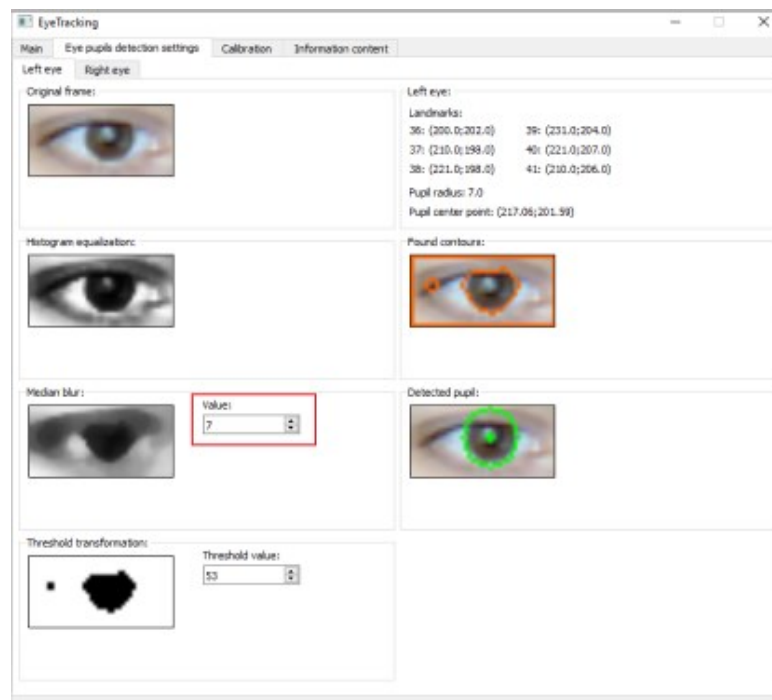 EyeTracking
Main Eye pupils detection settings Calibration Information content
Left eye Right eye
Original frame:
Left eye:
Landmarks:
36: (200.0;202.0) 39: (231.0;204.0)
37: (210.0;198.0) 40: (221.0;207.0)
38: (221.0;198.0) 41: (210.0;206.0)
Pupil radius: 7.0
Pupil center point: (217.06;201.59)
Histogram equalization:
Found contours:
Median blur:
Value:
7
Detected pupil:
Threshold transformation:
Threshold value:
53